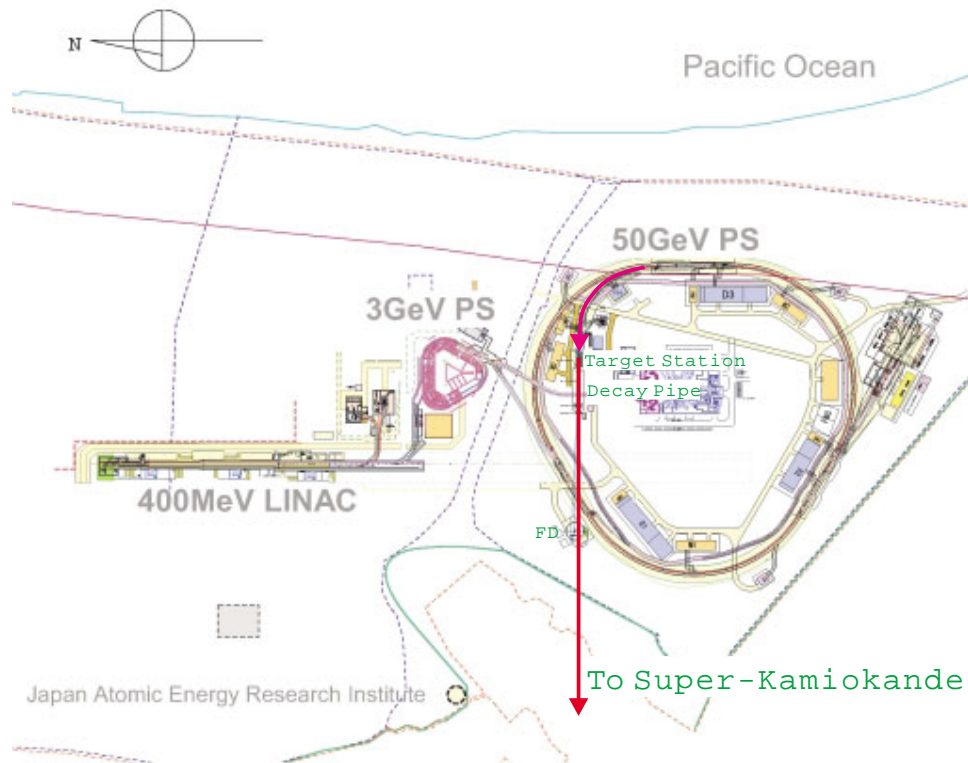 N
Pacific Ocean
50GeV PS
3GeV PS
D3
Target Station
Decay Pipe
400MeV LINAC
FD
To Super-Kamiokande
Japan Atomic Energy Research Institute